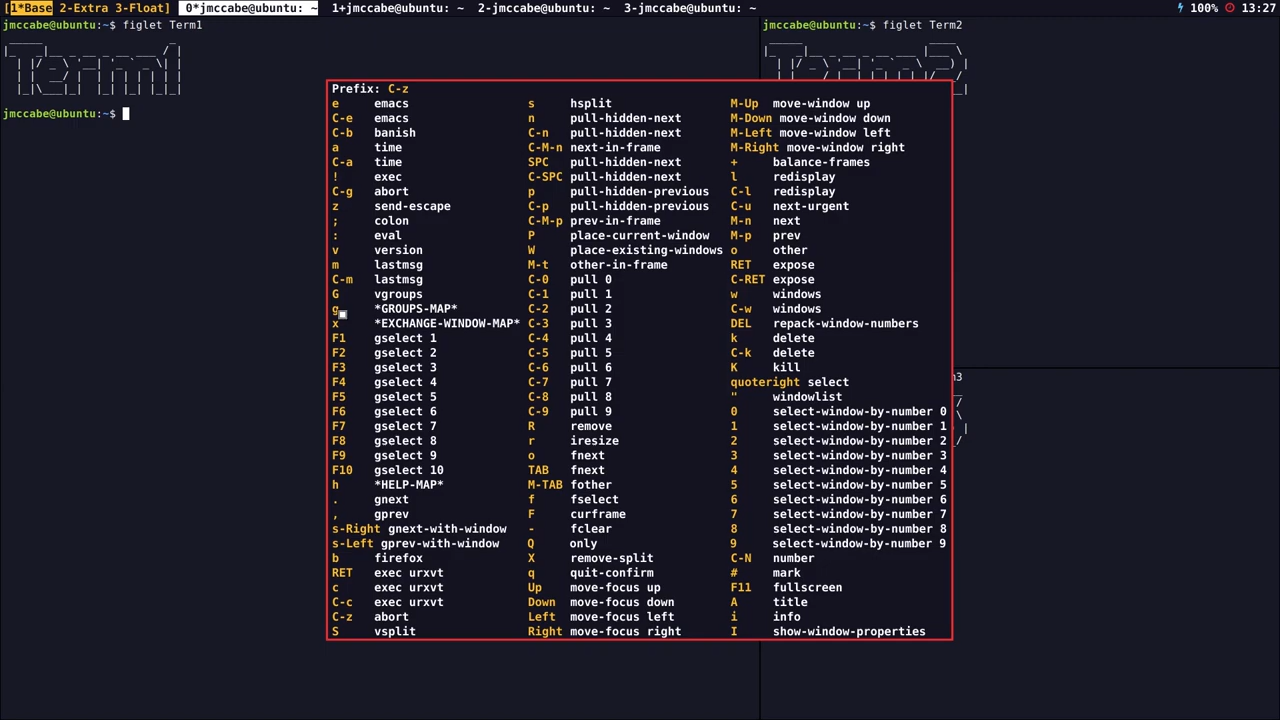 [1*Base 2-Extra 3-Float] 0*jmccabe@ubuntu: ~ 1+jmccabe@ubuntu: ~ 2-jmccabe@ubuntu: ~ 3-jmccabe@ubuntu: ~ 100% 13:27
jmccabe@ubuntu:~$ figlet Term1
Term1
jmccabe@ubuntu:~$
jmccabe@ubuntu:~$ figlet Term2
Term2
m3
Prefix: C-z
e emacs s hsplit M-Up move-window up
C-e emacs n pull-hidden-next M-Down move-window down
C-b banish C-n pull-hidden-next M-Left move-window left
a time C-M-n next-in-frame M-Right move-window right
C-a time SPC pull-hidden-next + balance-frames
! exec C-SPC pull-hidden-next l redisplay
C-g abort p pull-hidden-previous C-l redisplay
z send-escape C-p pull-hidden-previous C-u next-urgent
; colon C-M-p prev-in-frame M-n next
: eval P place-current-window M-p prev
v version W place-existing-windows o other
m lastmsg M-t other-in-frame RET expose
C-m lastmsg C-0 pull 0 C-RET expose
G vgroups C-1 pull 1 w windows
g *GROUPS-MAP* C-2 pull 2 C-w windows
x *EXCHANGE-WINDOW-MAP* C-3 pull 3 DEL repack-window-numbers
F1 gselect 1 C-4 pull 4 k delete
F2 gselect 2 C-5 pull 5 C-k delete
F3 gselect 3 C-6 pull 6 K kill
F4 gselect 4 C-7 pull 7 quoteright select
F5 gselect 5 C-8 pull 8 " windowlist
F6 gselect 6 C-9 pull 9 0 select-window-by-number 0
F7 gselect 7 R remove 1 select-window-by-number 1
F8 gselect 8 r iresize 2 select-window-by-number 2
F9 gselect 9 o fnext 3 select-window-by-number 3
F10 gselect 10 TAB fnext 4 select-window-by-number 4
h *HELP-MAP* M-TAB fother 5 select-window-by-number 5
. gnext f fselect 6 select-window-by-number 6
, gprev F curframe 7 select-window-by-number 7
s-Right gnext-with-window - fclear 8 select-window-by-number 8
s-Left gprev-with-window Q only 9 select-window-by-number 9
b firefox X remove-split C-N number
RET exec urxvt q quit-confirm # mark
c exec urxvt Up move-focus up F11 fullscreen
C-c exec urxvt Down move-focus down A title
C-z abort Left move-focus left i info
S vsplit Right move-focus right I show-window-properties